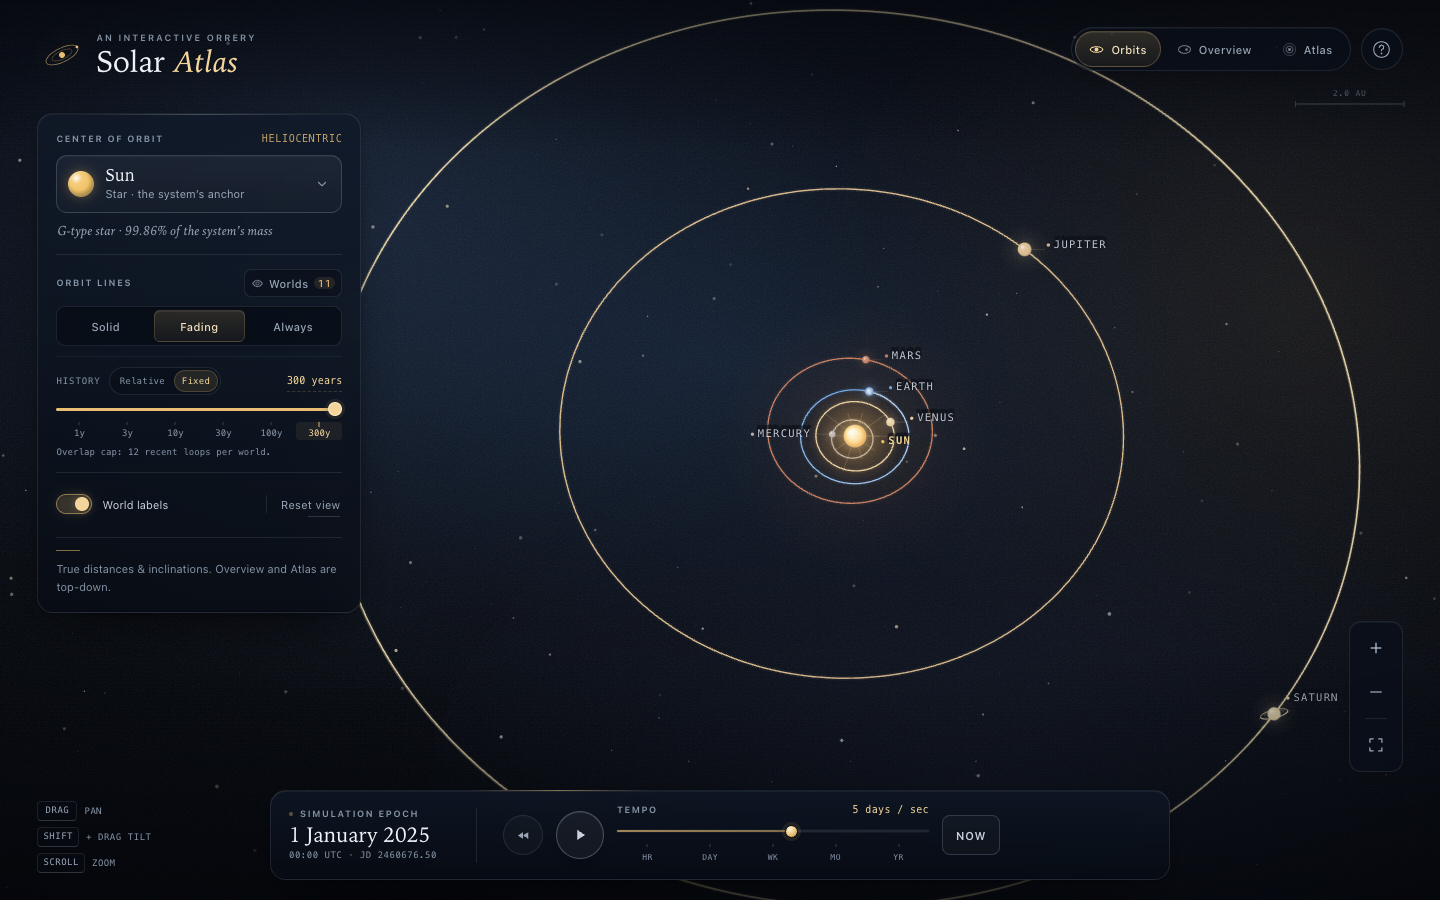 AN INTERACTIVE ORRERY
Solar Atlas
Orbits
Overview
Atlas
?
2.0 AU
CENTER OF ORBIT
HELIOCENTRIC
Sun
Star · the system's anchor
G-type star · 99.86% of the system's mass
ORBIT LINES
Worlds 11
Solid
Fading
Always
HISTORY
Relative
Fixed
300 years
1y
3y
10y
30y
100y
300y
Overlap cap: 12 recent loops per world.
World labels
Reset view
True distances & inclinations. Overview and Atlas are
top-down.
JUPITER
MARS
EARTH
VENUS
MERCURY
SUN
SATURN
DRAG PAN
SHIFT + DRAG TILT
SCROLL ZOOM
SIMULATION EPOCH
1 January 2025
00:00 UTC · JD 2460676.50
TEMPO
5 days / sec
HR
DAY
WK
MO
YR
NOW